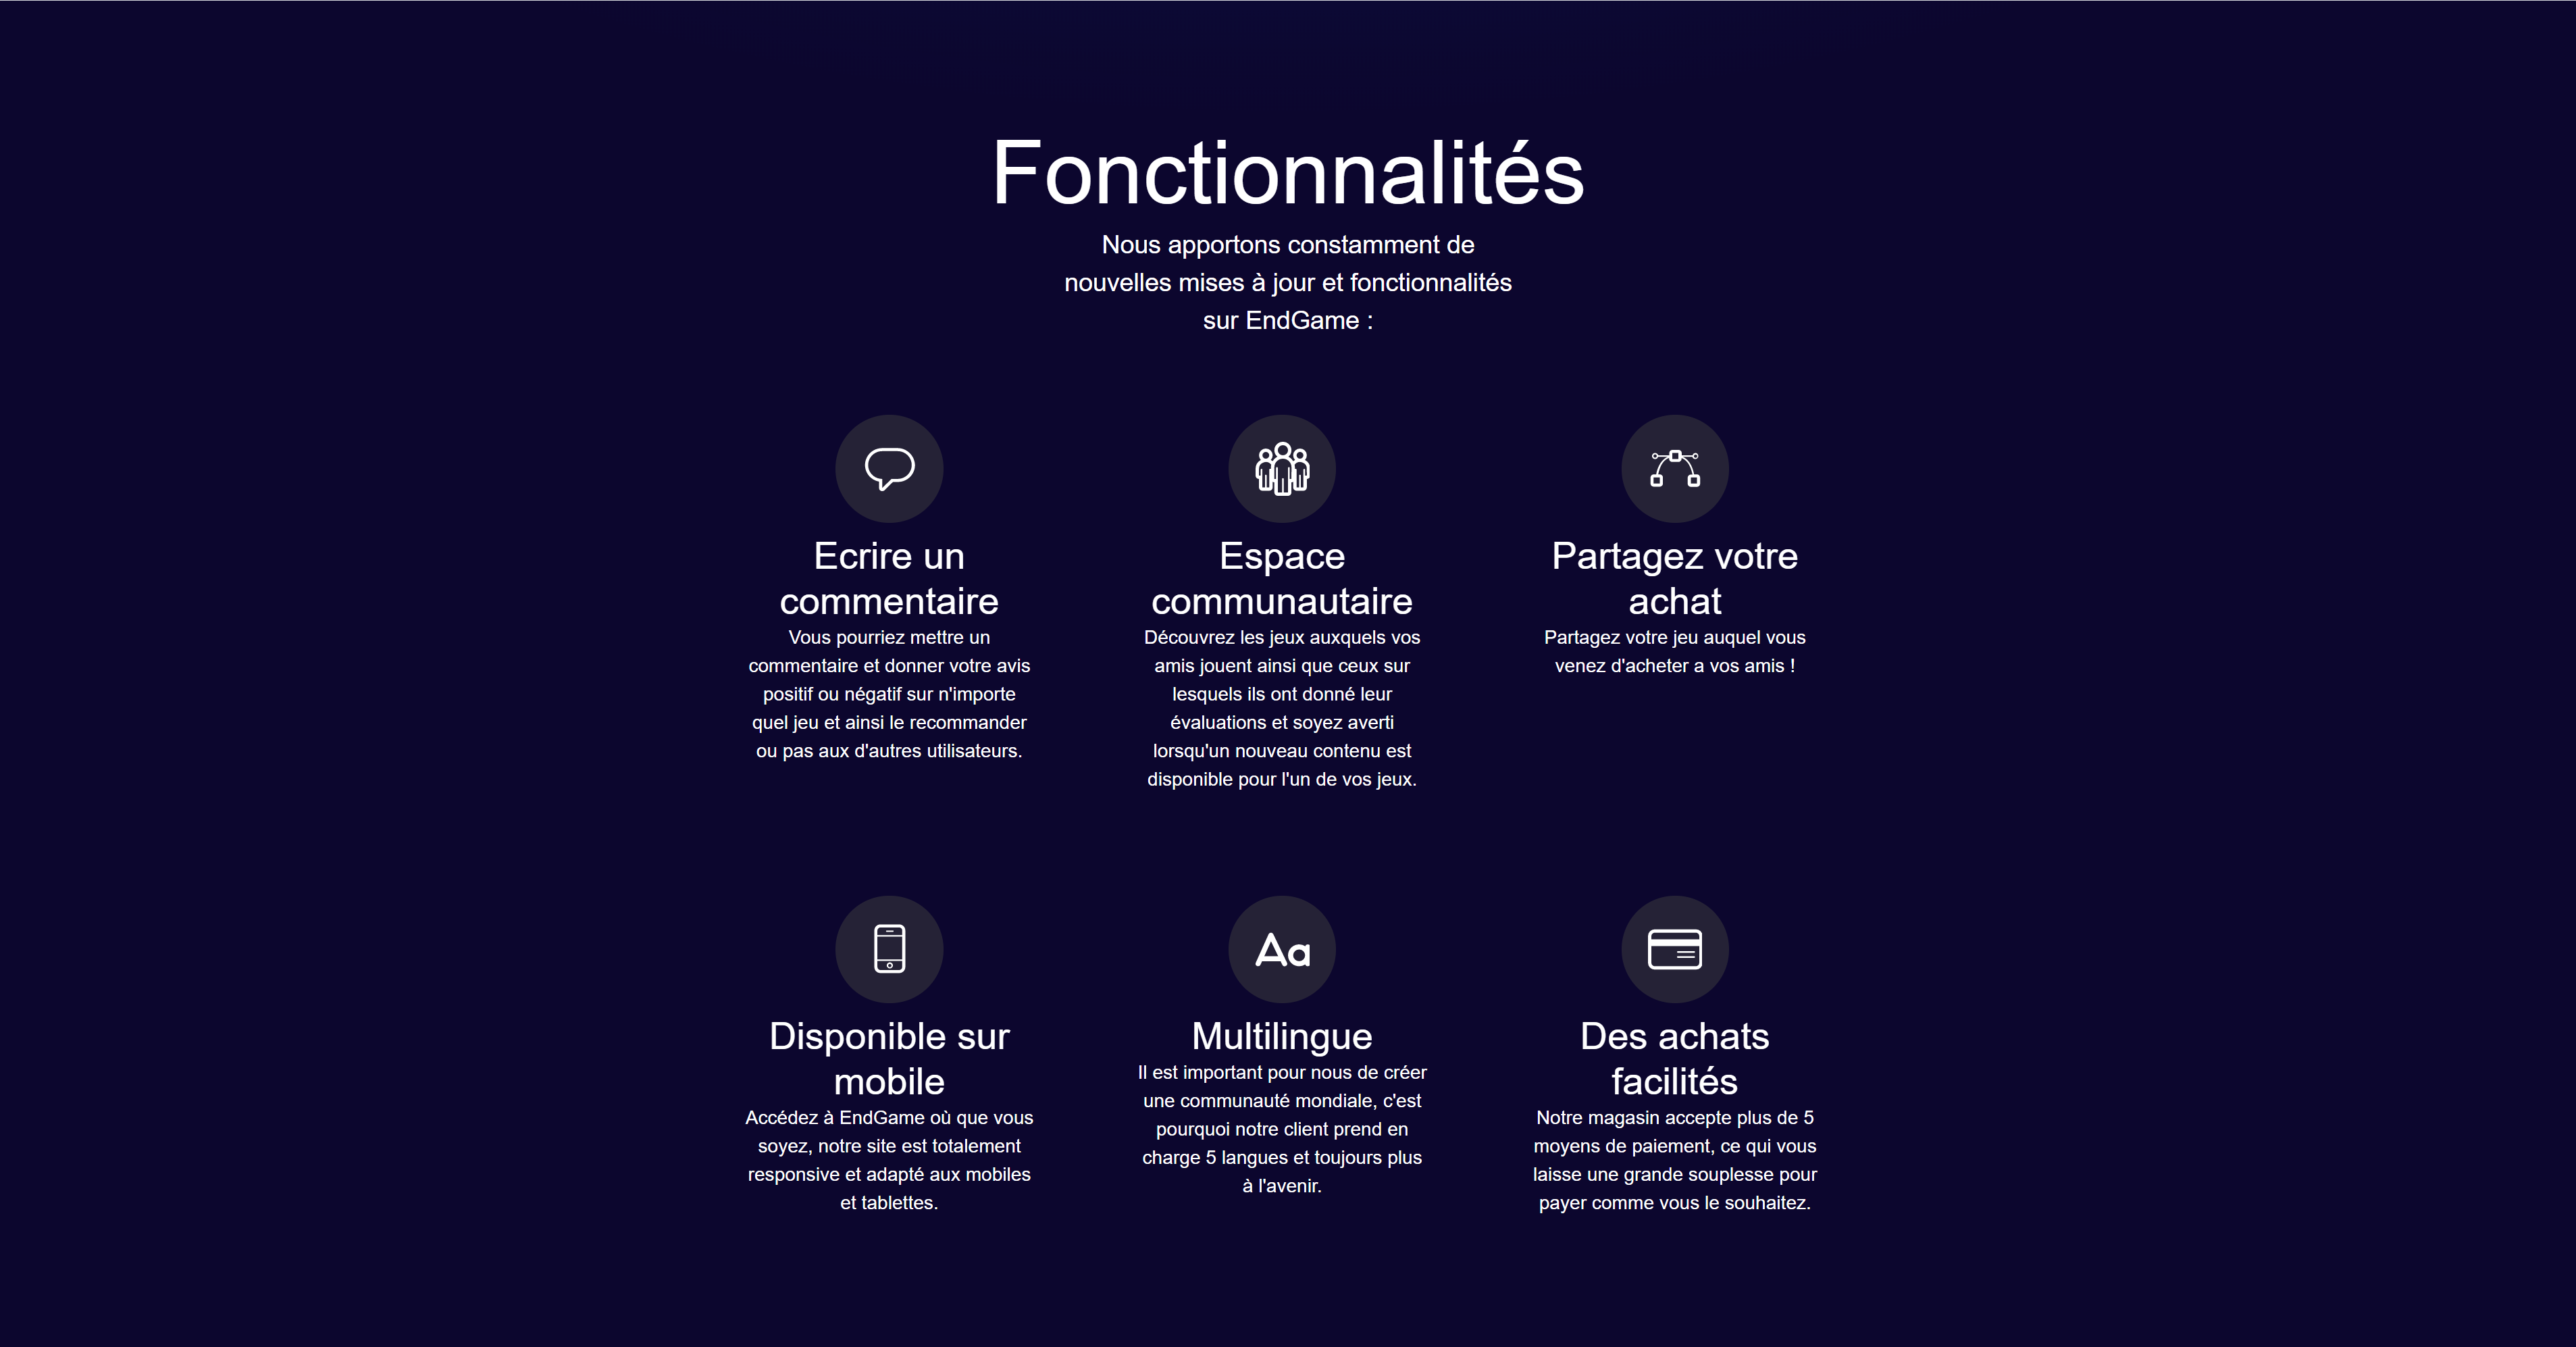 Fonctionnalités
Nous apportons constamment de
nouvelles mises à jour et fonctionnalités
sur EndGame :
Ecrire un
commentaire
Vous pourriez mettre un
commentaire et donner votre avis
positif ou négatif sur n'importe
quel jeu et ainsi le recommander
ou pas aux d'autres utilisateurs.
Espace
communautaire
Découvrez les jeux auxquels vos
amis jouent ainsi que ceux sur
lesquels ils ont donné leur
évaluations et soyez averti
lorsqu'un nouveau contenu est
disponible pour l'un de vos jeux.
Partagez votre
achat
Partagez votre jeu auquel vous
venez d'acheter a vos amis !
Disponible sur
mobile
Accédez à EndGame où que vous
soyez, notre site est totalement
responsive et adapté aux mobiles
et tablettes.
Aa
Multilingue
Il est important pour nous de créer
une communauté mondiale, c'est
pourquoi notre client prend en
charge 5 langues et toujours plus
à l'avenir.
Des achats
facilités
Notre magasin accepte plus de 5
moyens de paiement, ce qui vous
laisse une grande souplesse pour
payer comme vous le souhaitez.